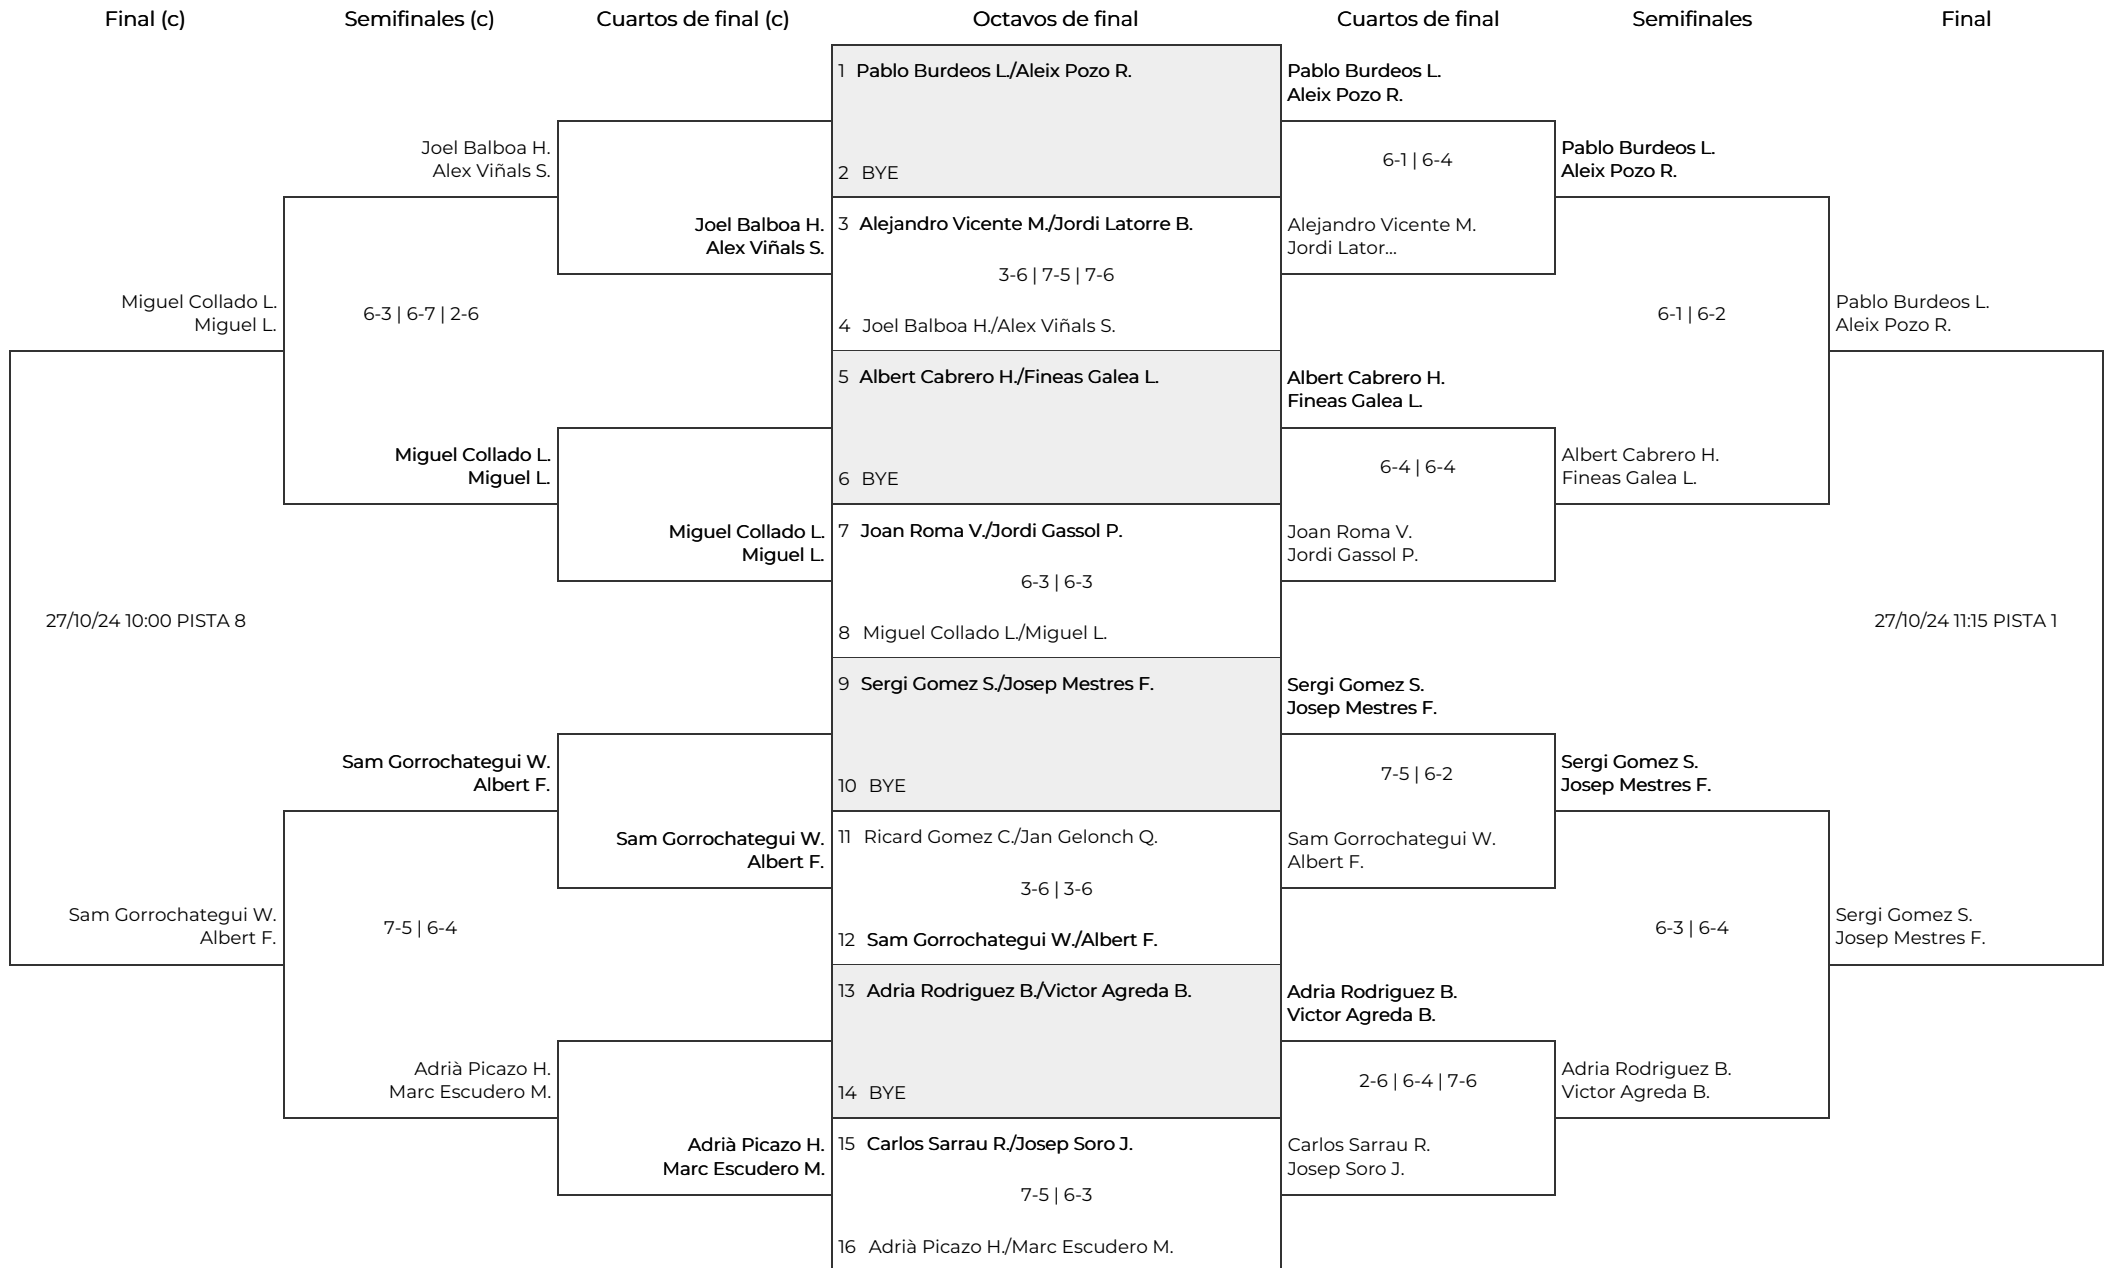 Final (c)
Semifinales (c)
Cuartos de final (c)
Octavos de final
Cuartos de final
Semifinales
Final
Miguel Collado L.
Miguel L.
27/10/24 10:00 PISTA 8
Sam Gorrochategui W.
Albert F.
Joel Balboa H.
Alex Viñals S.
6-3 | 6-7 | 2-6
Miguel Collado L.
Miguel L.
Sam Gorrochategui W.
Albert F.
7-5 | 6-4
Adrià Picazo H.
Marc Escudero M.
Joel Balboa H.
Alex Viñals S.
Miguel Collado L.
Miguel L.
Sam Gorrochategui W.
Albert F.
Adrià Picazo H.
Marc Escudero M.
1 Pablo Burdeos L./Aleix Pozo R.
2 BYE
3 Alejandro Vicente M./Jordi Latorre B.
3-6 | 7-5 | 7-6
4 Joel Balboa H./Alex Viñals S.
5 Albert Cabrero H./Fineas Galea L.
6 BYE
7 Joan Roma V./Jordi Gassol P.
6-3 | 6-3
8 Miguel Collado L./Miguel L.
9 Sergi Gomez S./Josep Mestres F.
10 BYE
11 Ricard Gomez C./Jan Gelonch Q.
3-6 | 3-6
12 Sam Gorrochategui W./Albert F.
13 Adria Rodriguez B./Victor Agreda B.
14 BYE
15 Carlos Sarrau R./Josep Soro J.
7-5 | 6-3
16 Adrià Picazo H./Marc Escudero M.
Pablo Burdeos L.
Aleix Pozo R.
6-1 | 6-4
Alejandro Vicente M.
Jordi Lator...
Albert Cabrero H.
Fineas Galea L.
6-4 | 6-4
Joan Roma V.
Jordi Gassol P.
Sergi Gomez S.
Josep Mestres F.
7-5 | 6-2
Sam Gorrochategui W.
Albert F.
Adria Rodriguez B.
Victor Agreda B.
2-6 | 6-4 | 7-6
Carlos Sarrau R.
Josep Soro J.
Pablo Burdeos L.
Aleix Pozo R.
6-1 | 6-2
Albert Cabrero H.
Fineas Galea L.
Sergi Gomez S.
Josep Mestres F.
6-3 | 6-4
Adria Rodriguez B.
Victor Agreda B.
Pablo Burdeos L.
Aleix Pozo R.
27/10/24 11:15 PISTA 1
Sergi Gomez S.
Josep Mestres F.